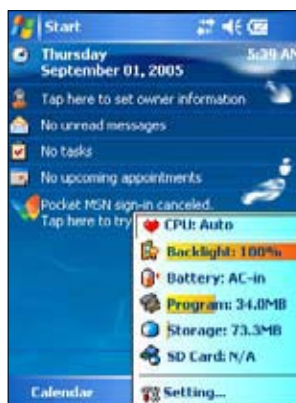 Start
Thursday 5:39 AM
September 01, 2005
Tap here to set owner information
No unread messages
No tasks
No upcoming appointments
Pocket MSN sign-in canceled.
Tap here to try
CPU: Auto
Backlight: 100%
Battery: AC-in
Program: 34.0MB
Storage: 73.3MB
SD Card: N/A
Setting...
Calendar